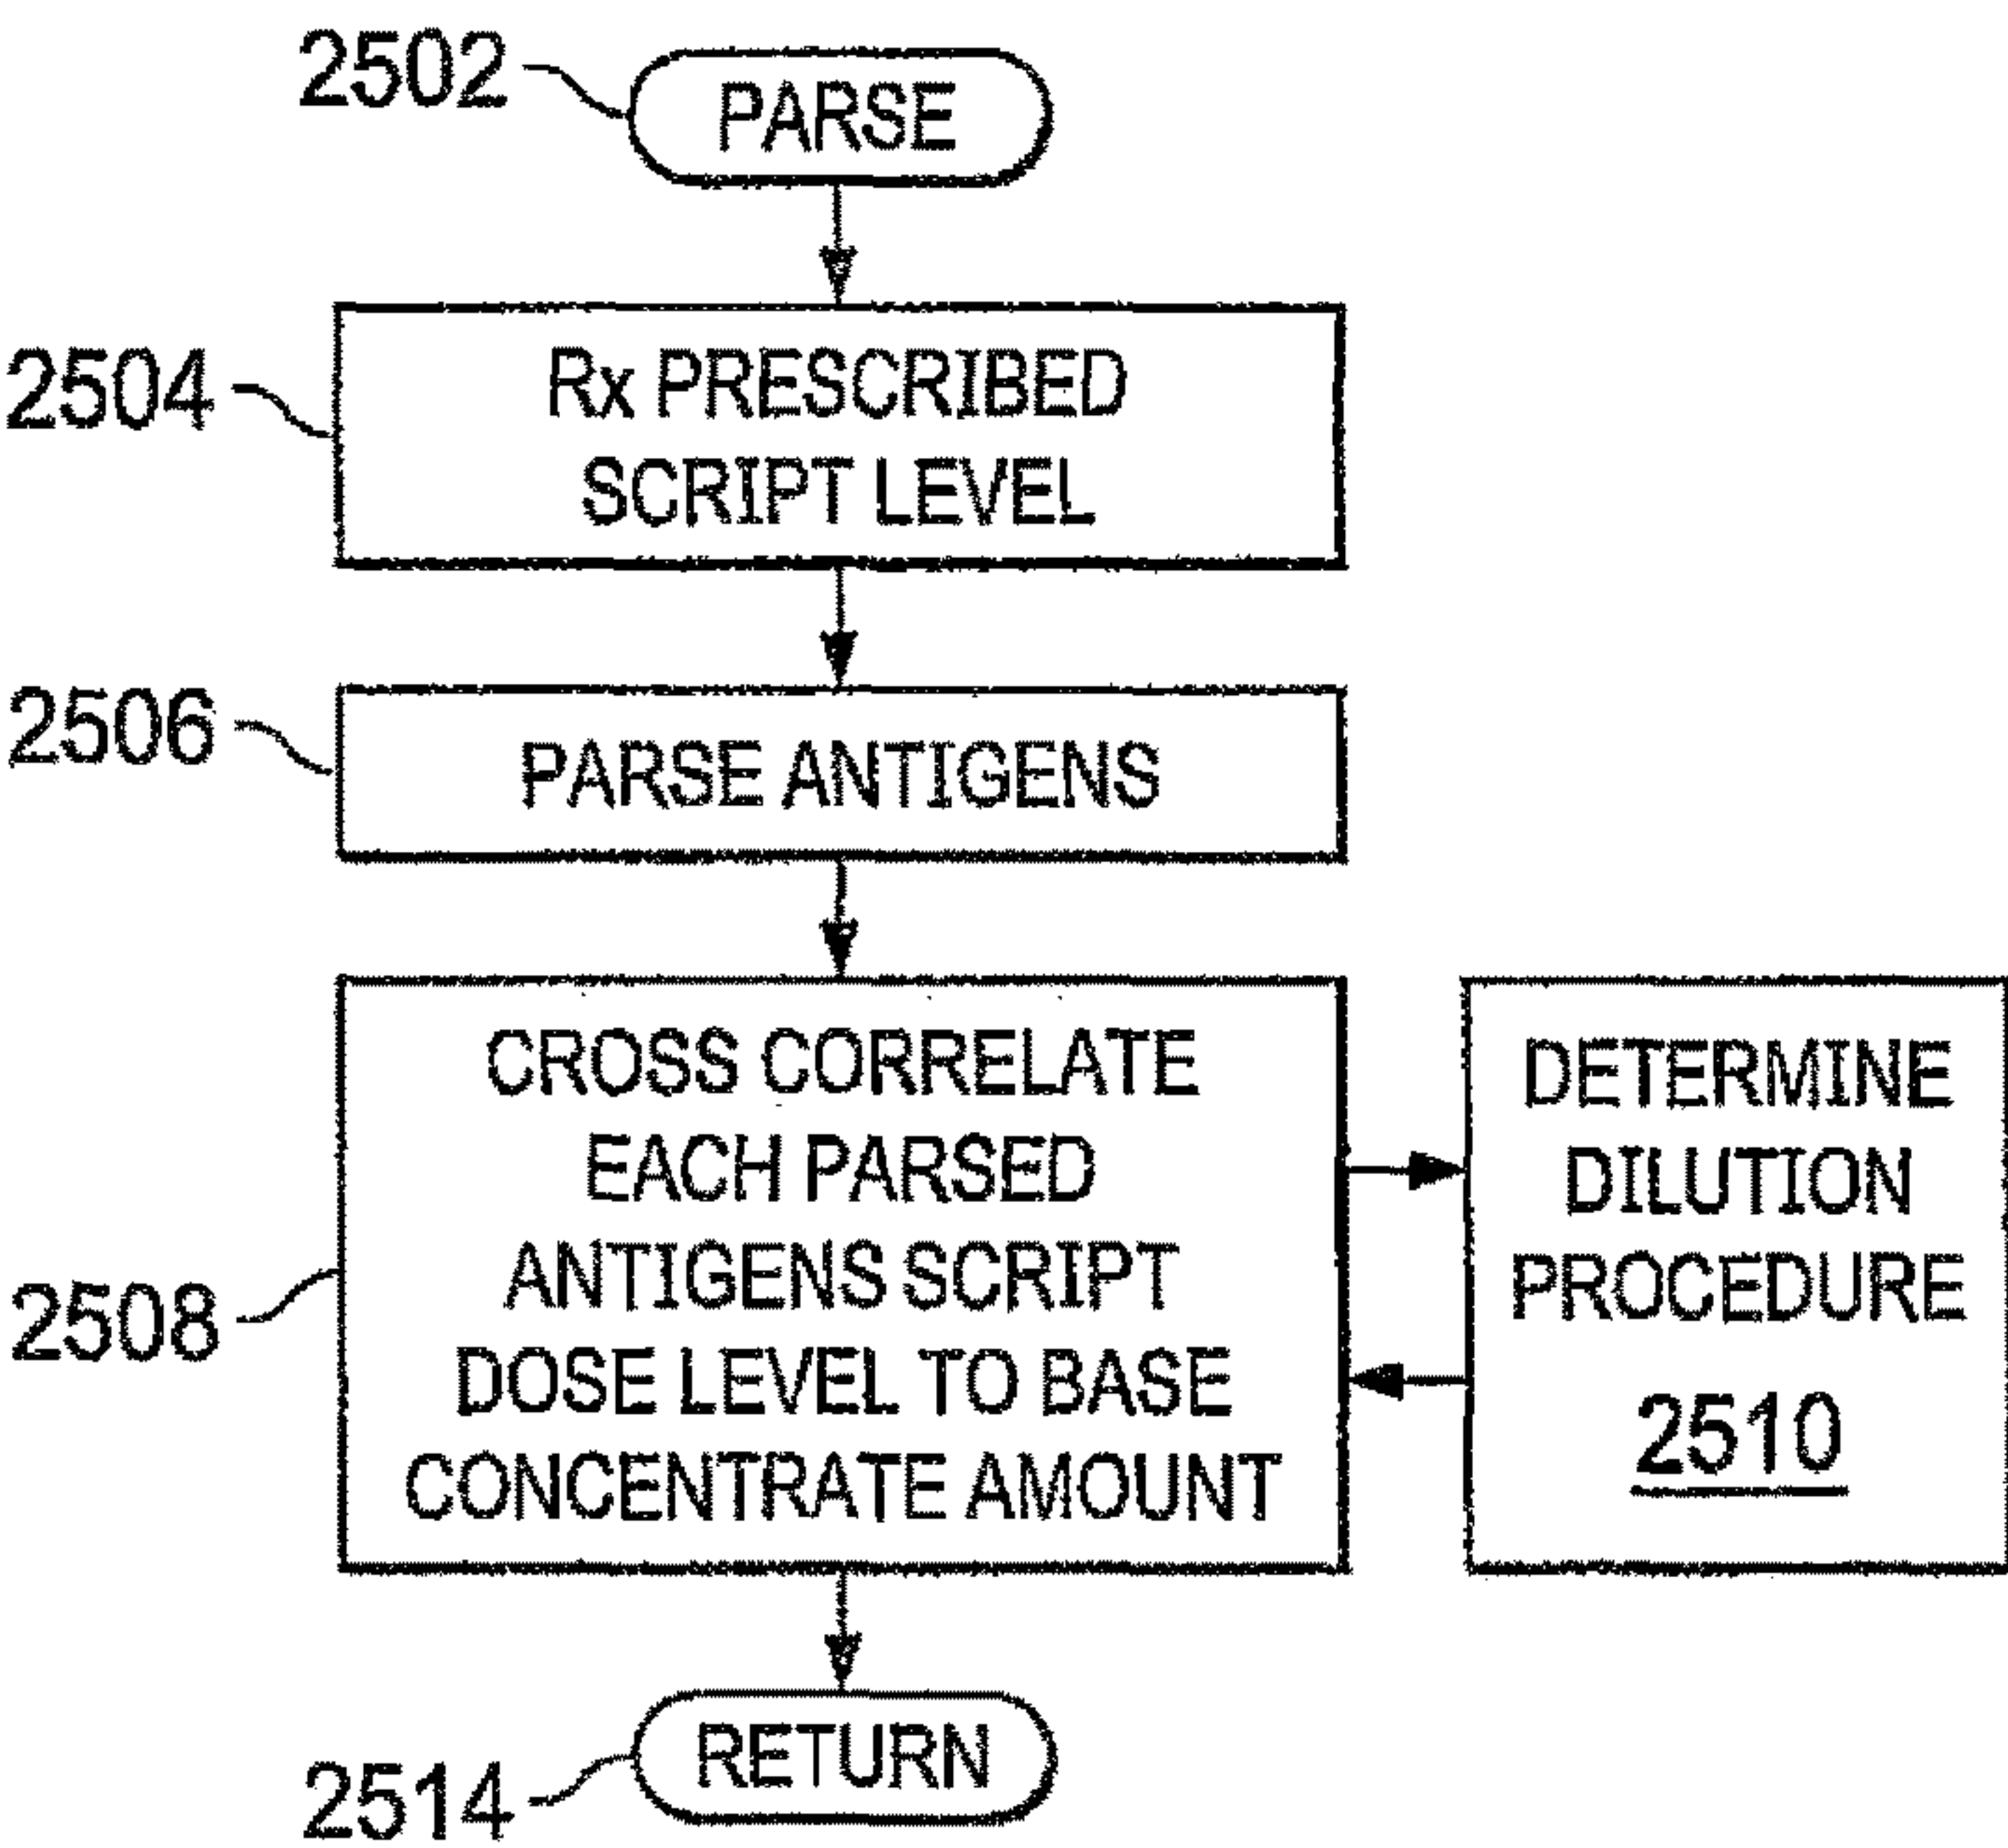 2502
PARSE
2504
Rx PRESCRIBED
SCRIPT LEVEL
2506
PARSE ANTIGENS
2508
CROSS CORRELATE
EACH PARSED
ANTIGENS SCRIPT
DOSE LEVEL TO BASE
CONCENTRATE AMOUNT
DETERMINE
DILUTION
PROCEDURE
2510
2514
RETURN